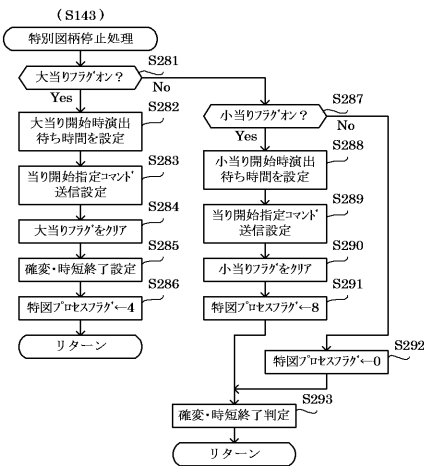 (S143)
特別図柄停止処理
S281
大当りフラグオン?
No
Yes
S282
大当り開始時演出
待ち時間を設定
S283
当り開始指定コマンド
送信設定
S284
大当りフラグをクリア
S285
確変・時短終了設定
S286
特図プロセスフラグ←4
リターン
S287
小当りフラグオン?
No
Yes
S288
小当り開始時演出
待ち時間を設定
S289
当り開始指定コマンド
送信設定
S290
小当りフラグをクリア
S291
特図プロセスフラグ←8
S292
特図プロセスフラグ←0
S293
確変・時短終了判定
リターン